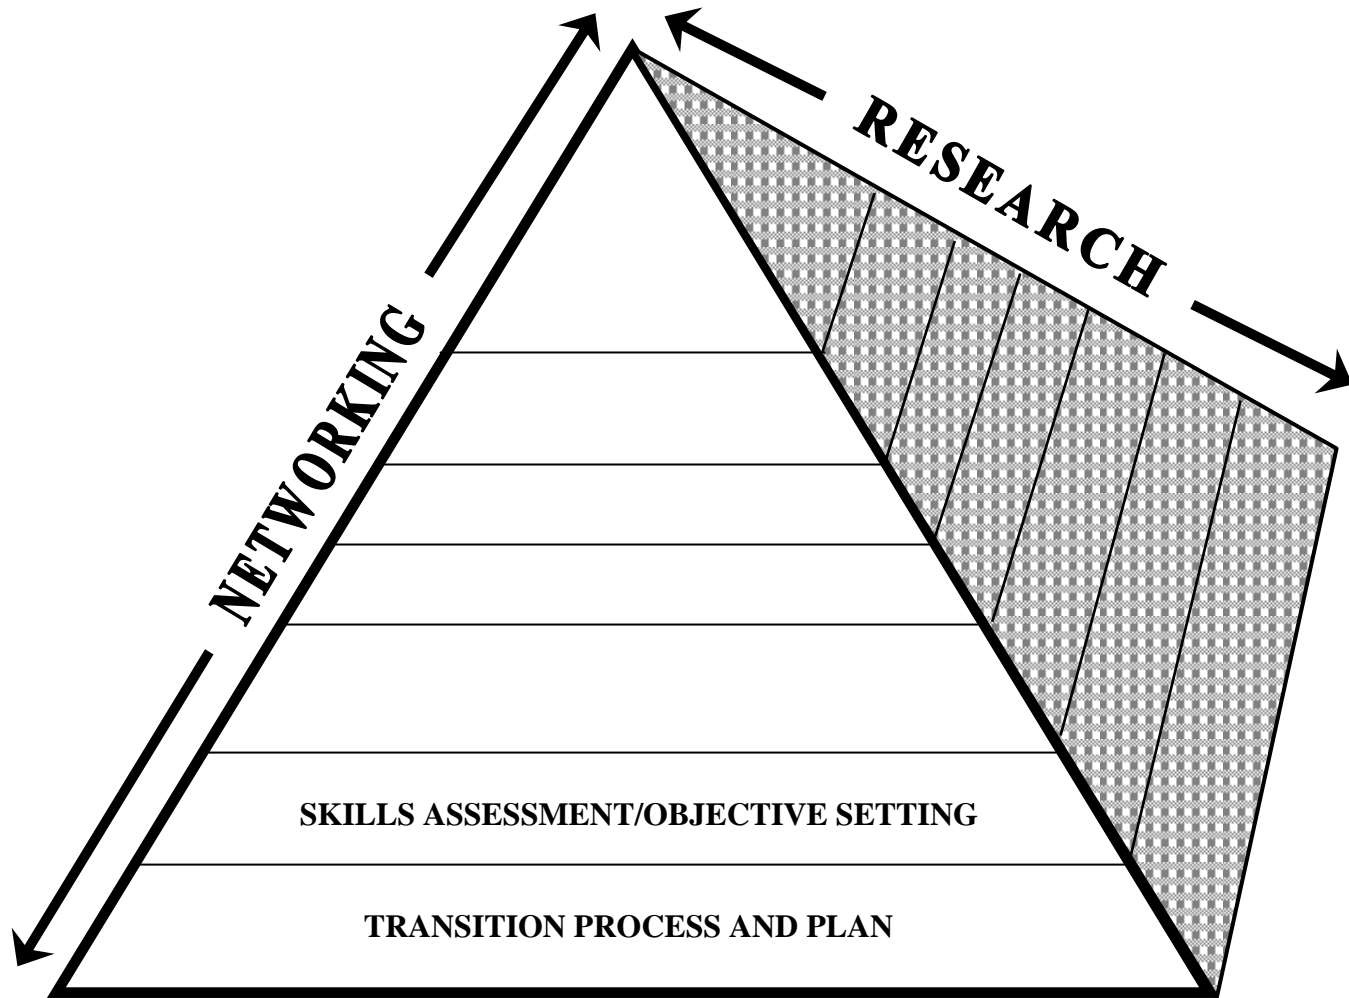 RESEARCH
NETWORKING
SKILLS ASSESSMENT/OBJECTIVE SETTING
TRANSITION PROCESS AND PLAN